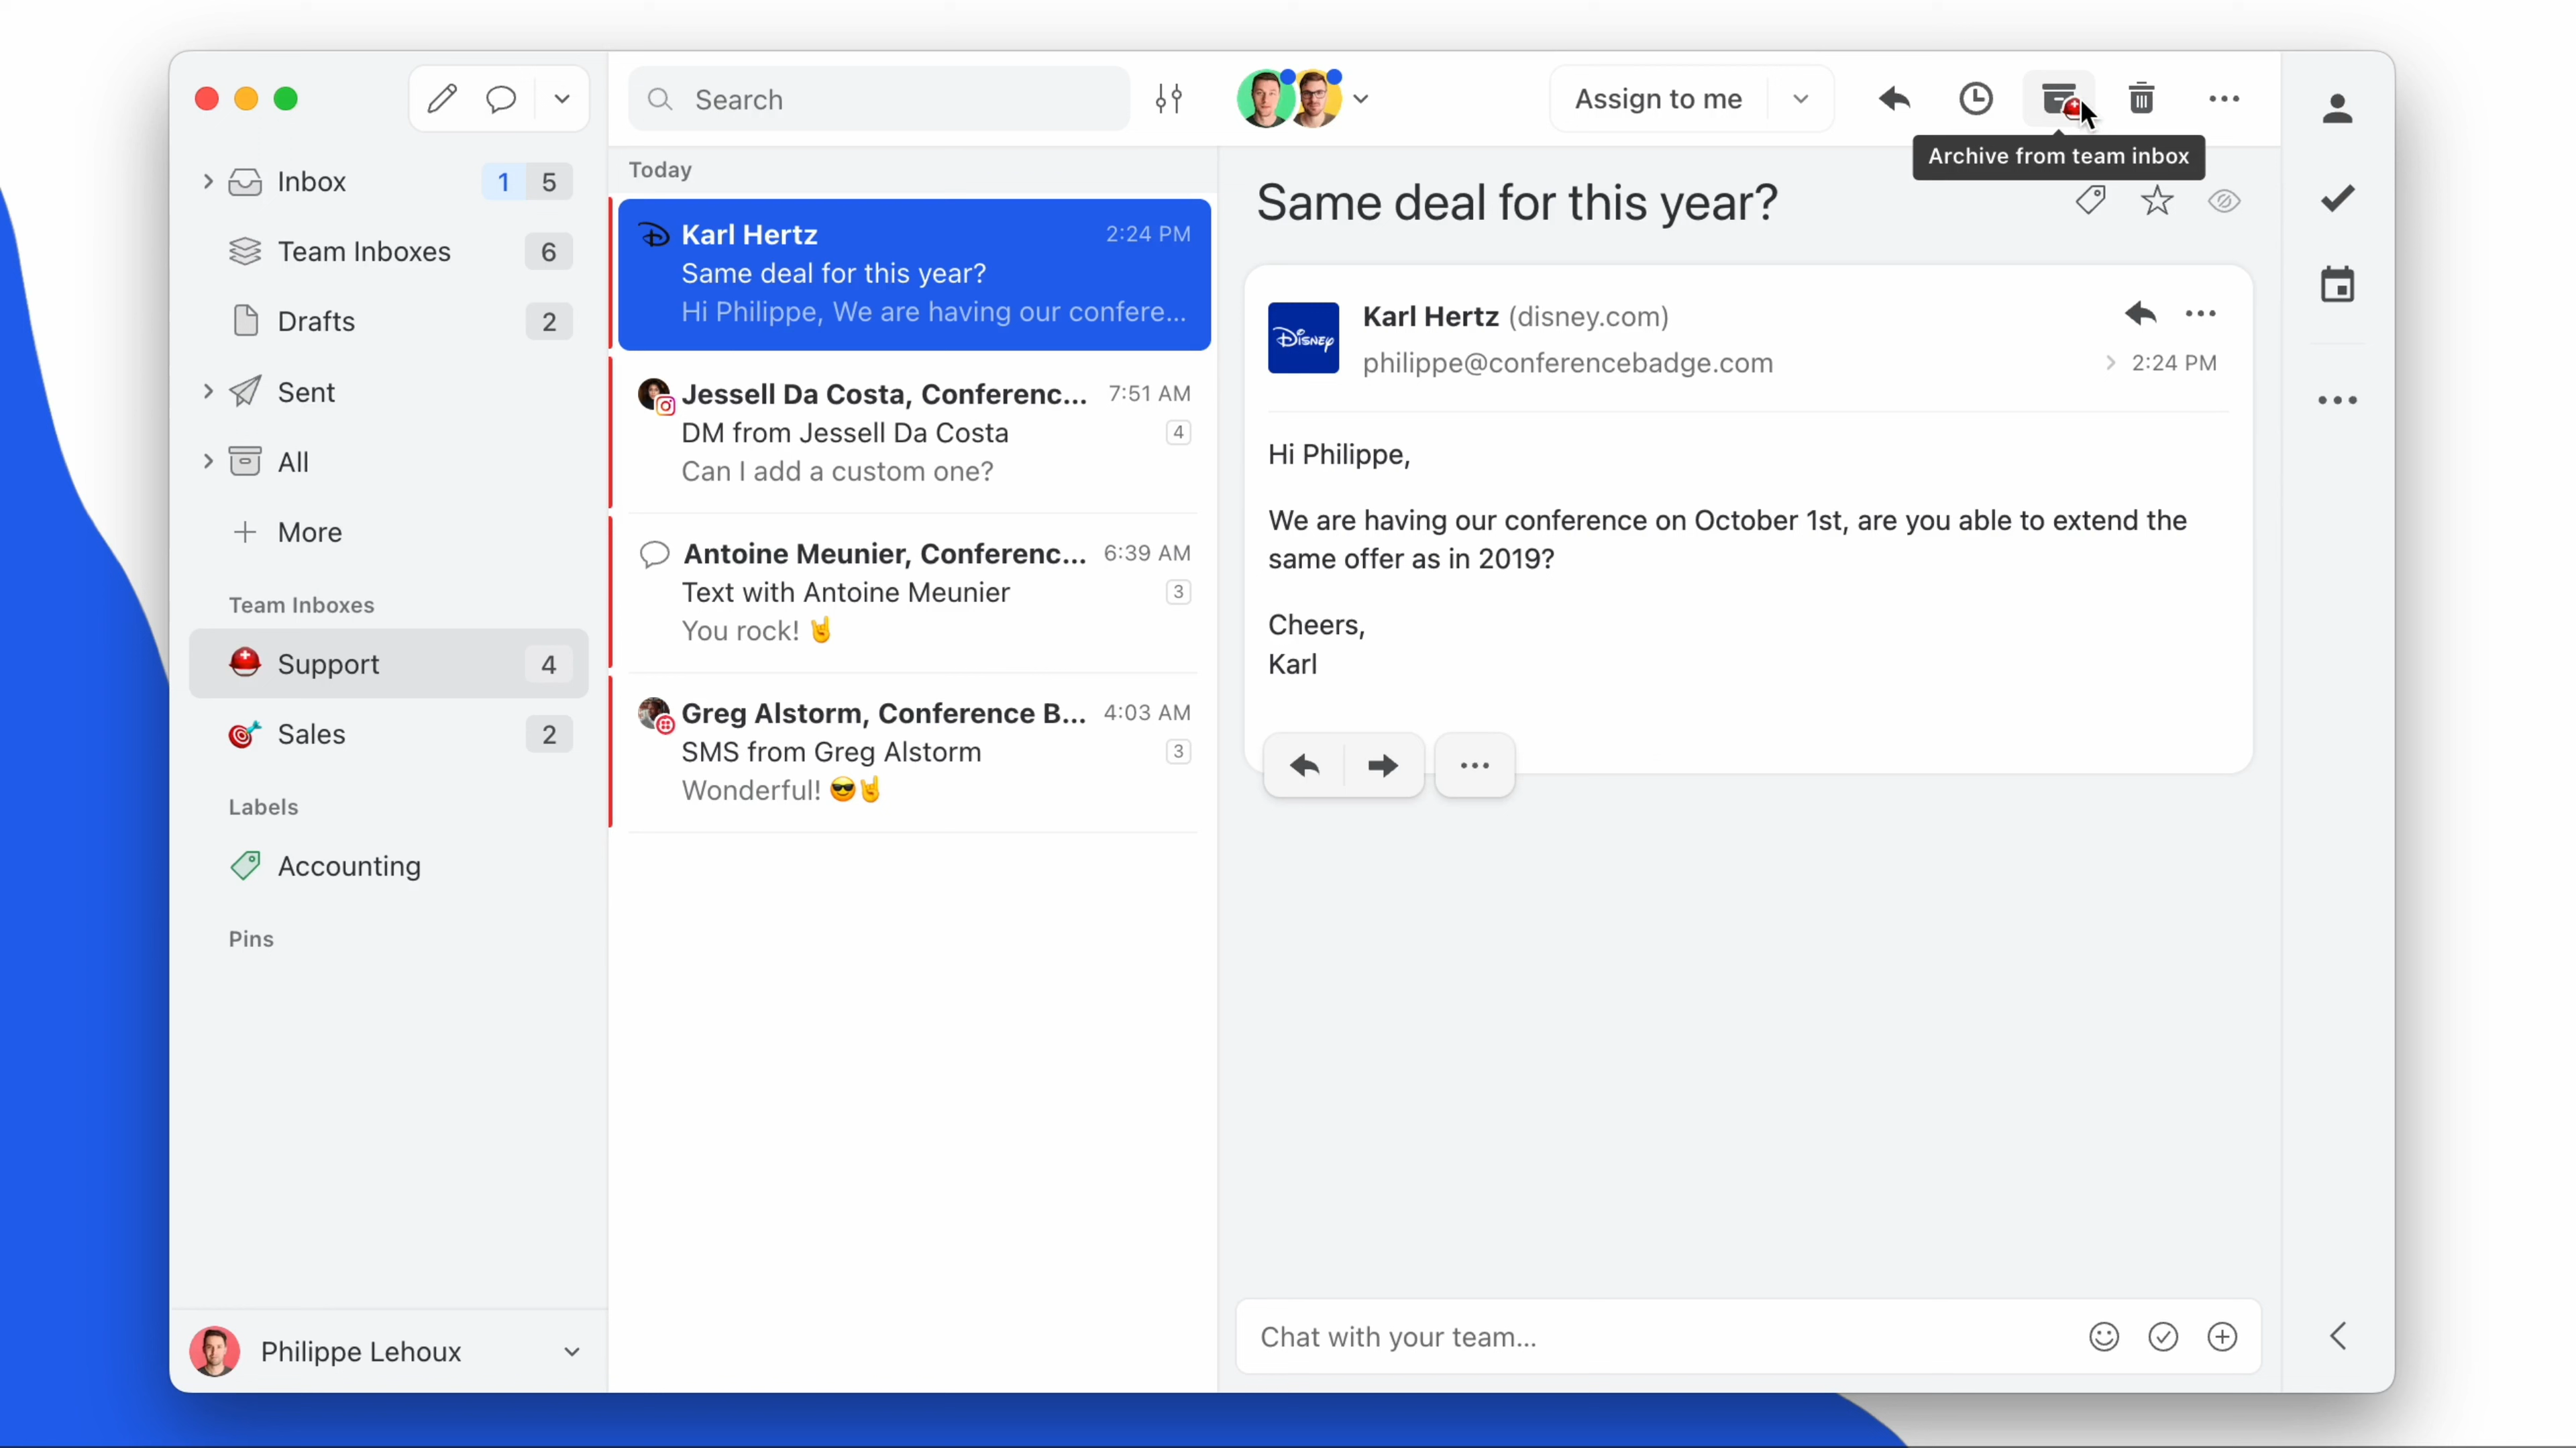 Search
Assign to me
Archive from team inbox
Inbox 1 5
Team Inboxes 6
Drafts 2
Sent
All
More
Team Inboxes
Support 4
Sales 2
Labels
Accounting
Pins
Philippe Lehoux
Today
Karl Hertz 2:24 PM
Same deal for this year?
Hi Philippe, We are having our confere...
Jessell Da Costa, Conferenc... 7:51 AM
DM from Jessell Da Costa 4
Can I add a custom one?
Antoine Meunier, Conferenc... 6:39 AM
Text with Antoine Meunier 3
You rock! 🤘
Greg Alstorm, Conference B... 4:03 AM
SMS from Greg Alstorm 3
Wonderful! 😎🤘
Same deal for this year?
Disney
Karl Hertz (disney.com)
philippe@conferencebadge.com 2:24 PM
Hi Philippe,
We are having our conference on October 1st, are you able to extend the
same offer as in 2019?
Cheers,
Karl
Chat with your team...